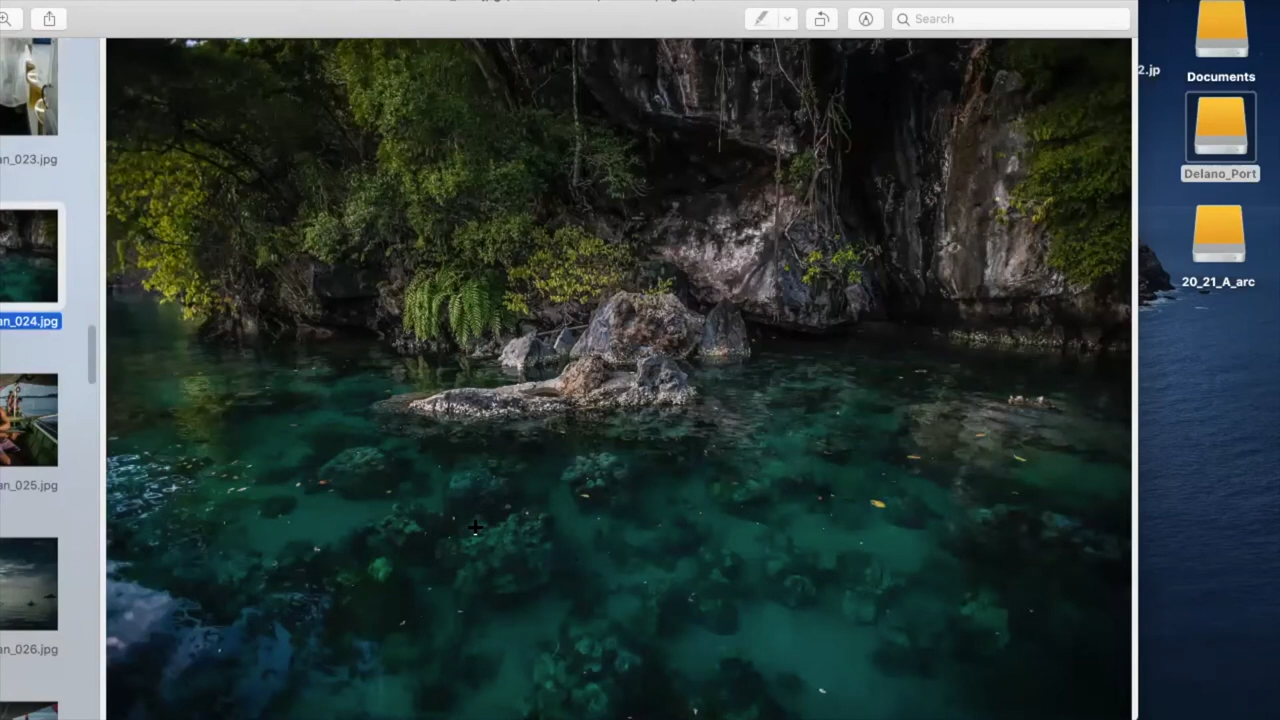 Search
an_023.jpg
an_024.jpg
an_025.jpg
an_026.jpg
2.jp
Documents
Delano_Port
20_21_A_arc